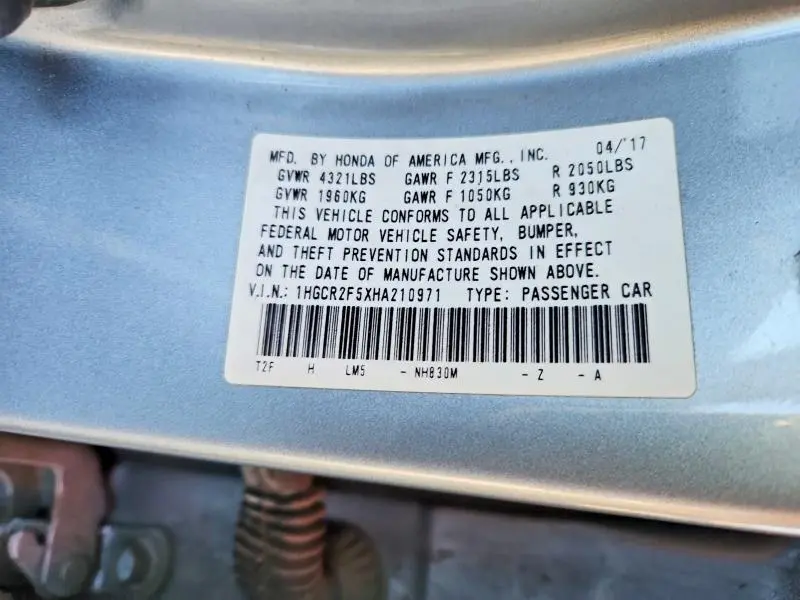 MFD. BY HONDA OF AMERICA MFG., INC. 04/'17
GVWR 4321LBS GAWR F 2315LBS R 2050LBS
GVWR 1960KG GAWR F 1050KG R 930KG
THIS VEHICLE CONFORMS TO ALL APPLICABLE
FEDERAL MOTOR VEHICLE SAFETY, BUMPER,
AND THEFT PREVENTION STANDARDS IN EFFECT
ON THE DATE OF MANUFACTURE SHOWN ABOVE.
V.I.N.: 1HGCR2F5XHA210971 TYPE: PASSENGER CAR
T2F H LM5 - NH830M - Z - A